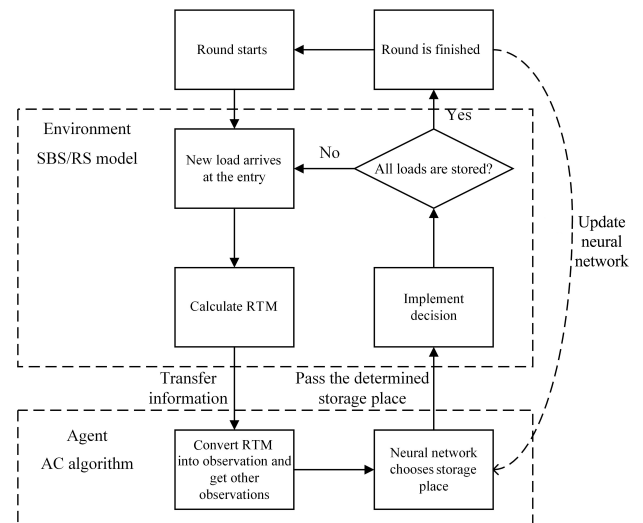 Round starts
Round is finished
Environment
SBS/RS model
Yes
New load arrives
at the entry
No
All loads are stored?
Update
neural
network
Calculate RTM
Implement
decision
Transfer
information
Pass the determined
storage place
Agent
AC algorithm
Convert RTM
into observation and
get other
observations
Neural network
chooses storage
place